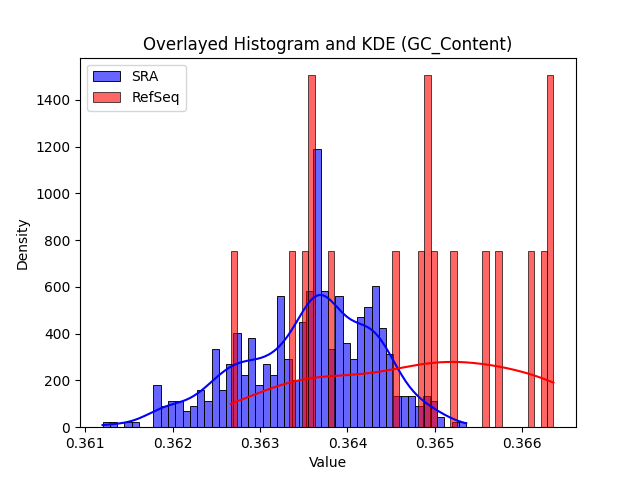 Overlayed Histogram and KDE (GC_Content)
SRA
RefSeq
1400
1200
1000
800
600
400
200
0
Density
0.361 0.362 0.363 0.364 0.365 0.366
Value